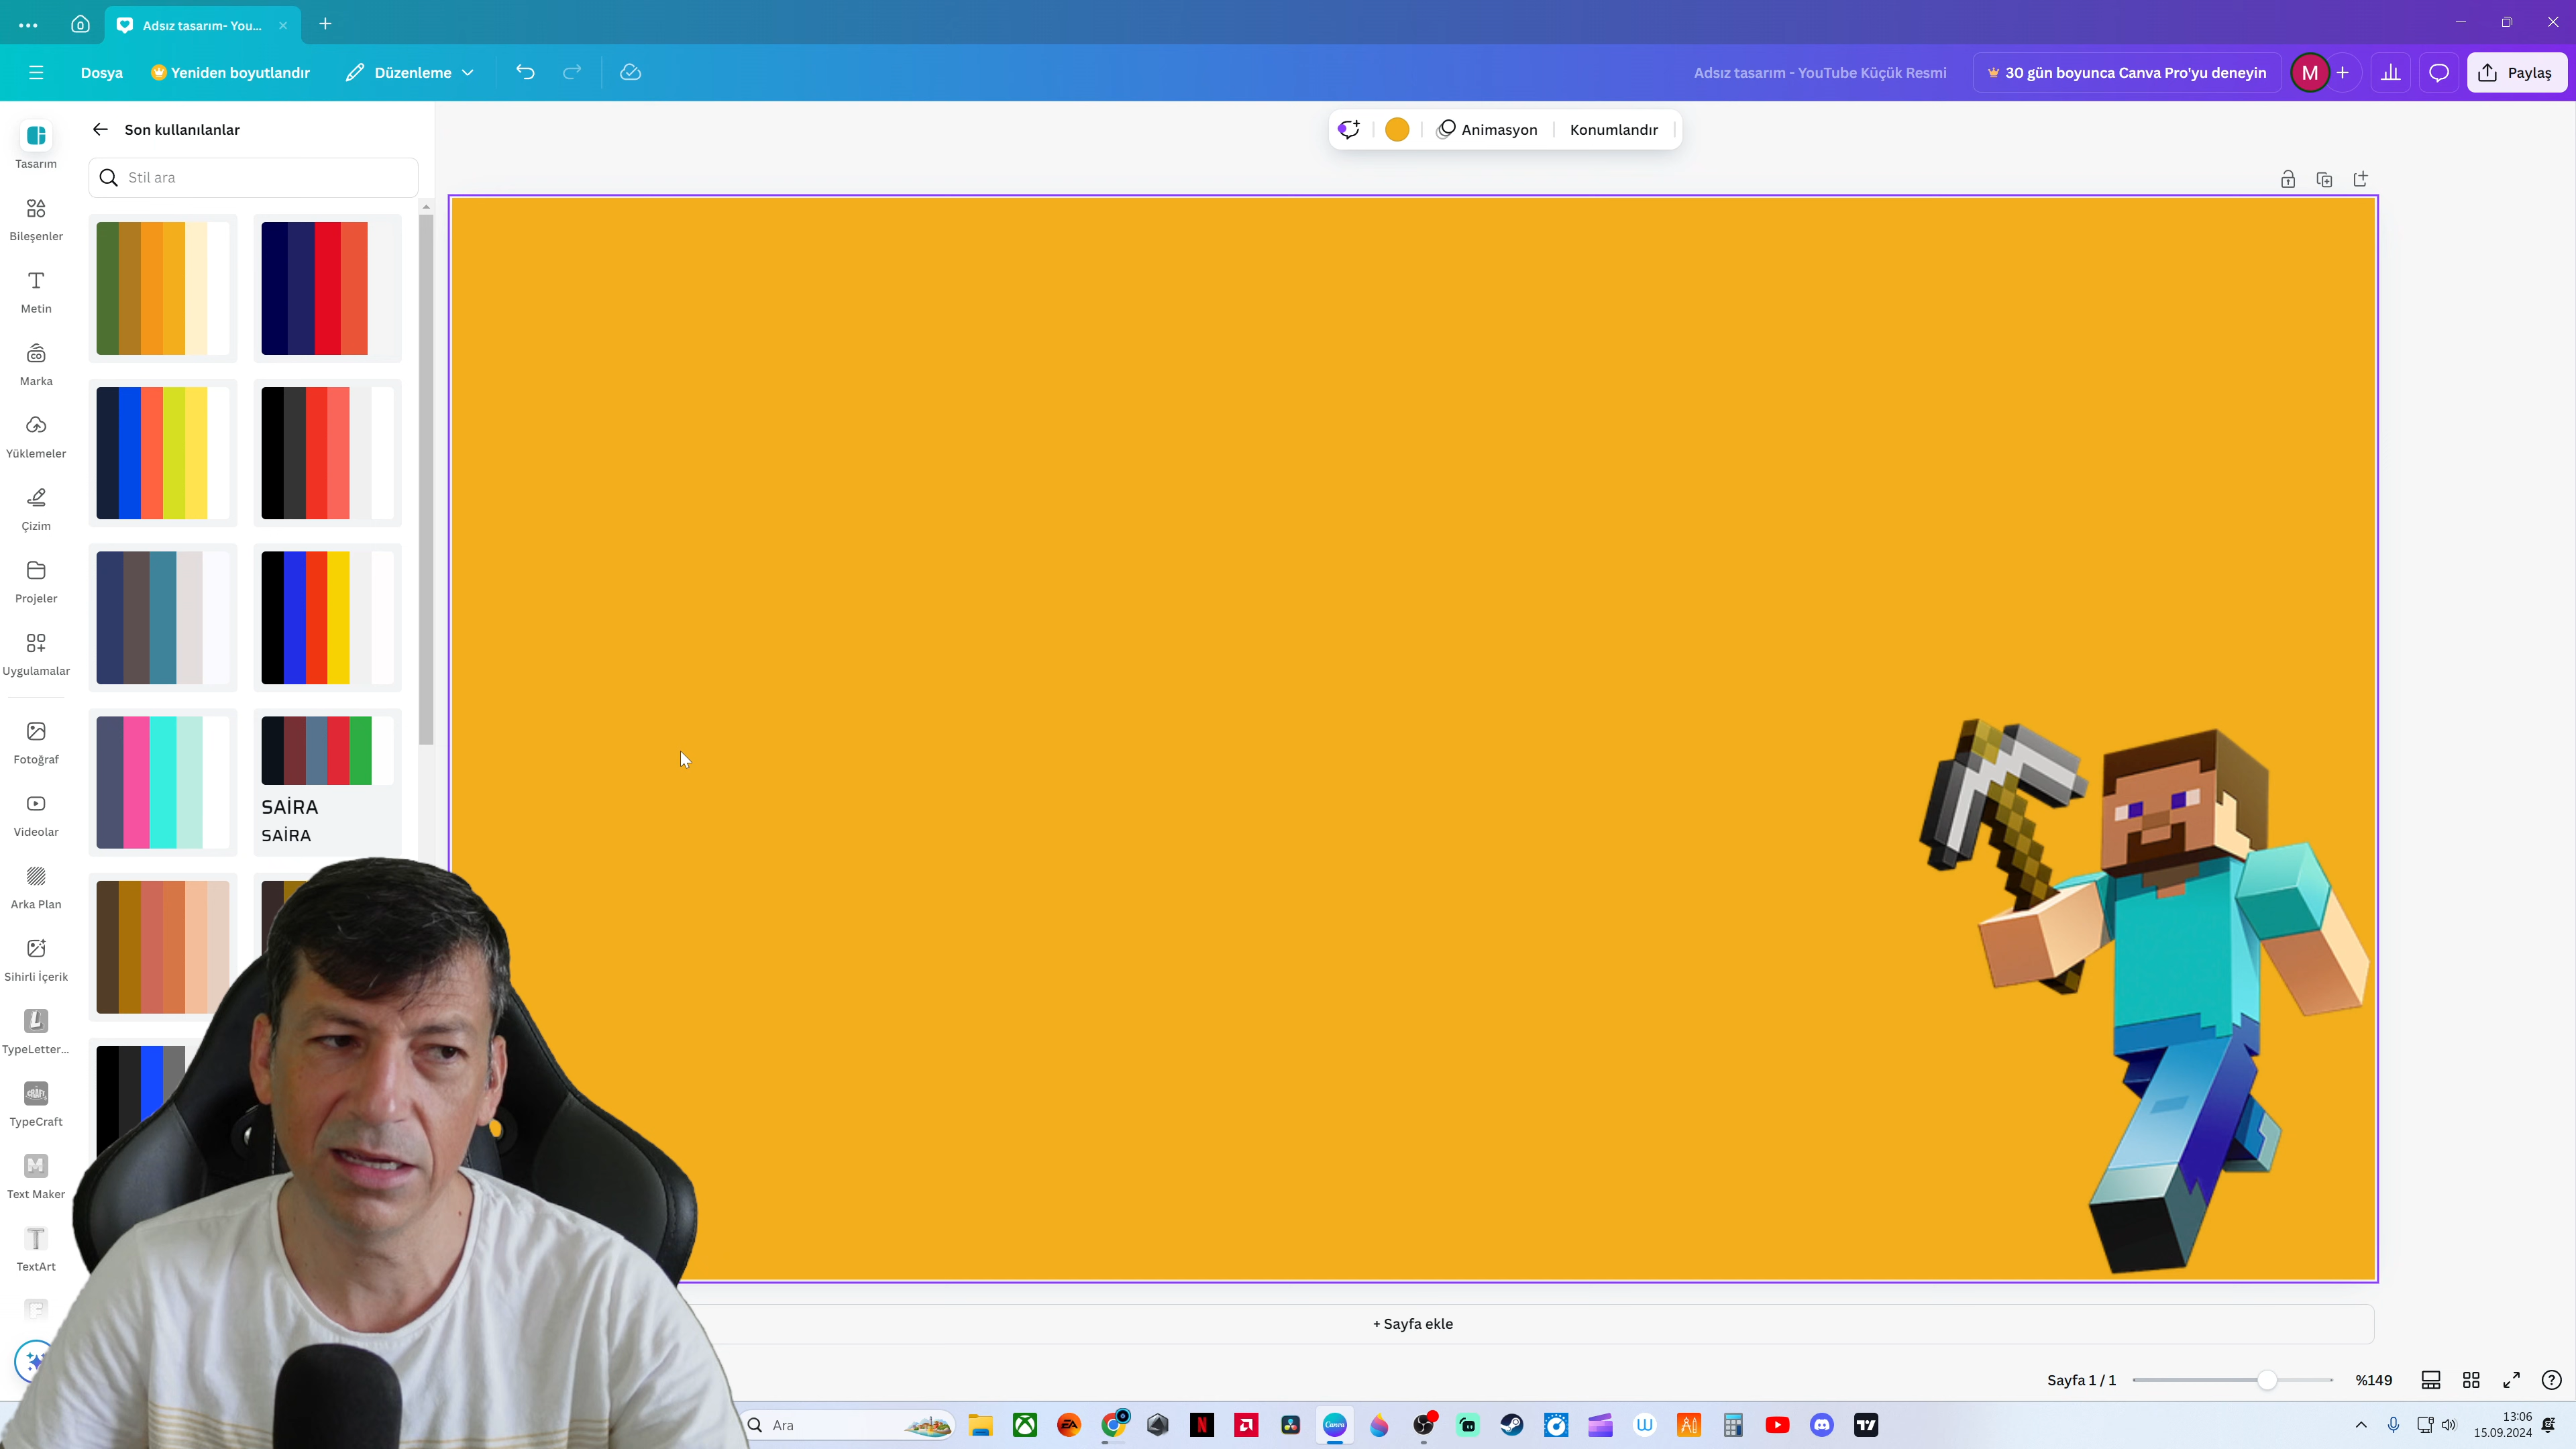 Adsız tasarım- You...
Dosya
Yeniden boyutlandır
Düzenleme
Adsız tasarım - YouTube Küçük Resmi
30 gün boyunca Canva Pro'yu deneyin
M
Paylaş
Tasarım
Bileşenler
Metin
Marka
Yüklemeler
Çizim
Projeler
Uygulamalar
Fotoğraf
Videolar
Arka Plan
Sihirli İçerik
TypeLetter...
TypeCraft
Text Maker
TextArt
Son kullanılanlar
Stil ara
SAİRA
SAİRA
Animasyon
Konumlandır
+ Sayfa ekle
Sayfa 1 / 1
%149
Ara
13:06
15.09.2024